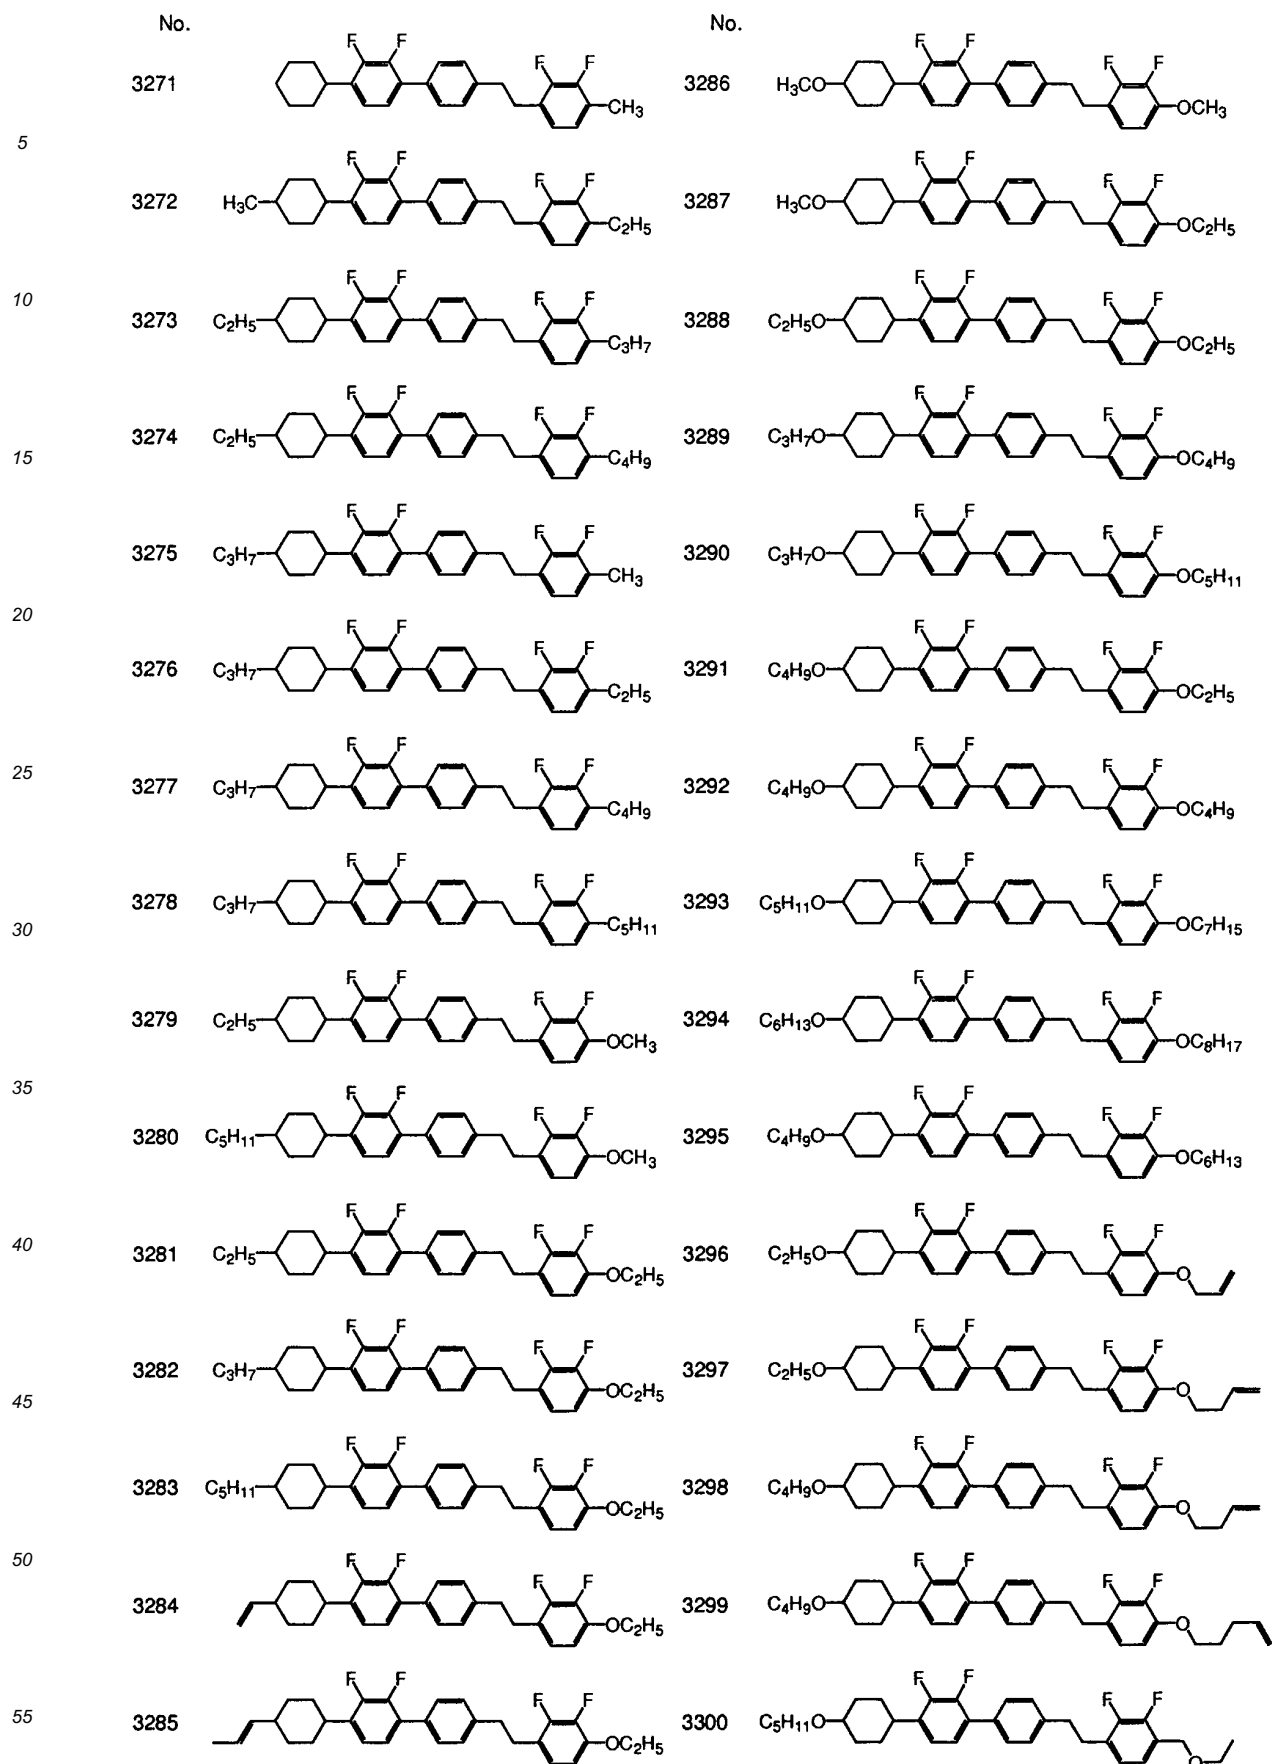 No. No.
3271 F F F F CH3 3286 H3CO F F F F OCH3
5
3272 H3C F F F F C2H5 3287 H3CO F F F F OC2H5
10 3273 C2H5 F F F F C3H7 3288 C2H5O F F F F OC2H5
3274 C2H5 F F F F C4H9 3289 C3H7O F F F F OC4H9
15
3275 C3H7 F F F F CH3 3290 C3H7O F F F F OC5H11
20
3276 C3H7 F F F F C2H5 3291 C4H9O F F F F OC2H5
25 3277 C3H7 F F F F C4H9 3292 C4H9O F F F F OC4H9
3278 C3H7 F F F F C5H11 3293 C5H11O F F F F OC7H15
30
3279 C2H5 F F F F OCH3 3294 C6H13O F F F F OC8H17
35
3280 C5H11 F F F F OCH3 3295 C4H9O F F F F OC6H13
40 3281 C2H5 F F F F OC2H5 3296 C2H5O F F F F O
3282 C3H7 F F F F OC2H5 3297 C2H5O F F F F O
45
3283 C5H11 F F F F OC2H5 3298 C4H9O F F F F O
50
3284 F F F F OC2H5 3299 C4H9O F F F F O
55 3285 F F F F OC2H5 3300 C5H11O F F F F O